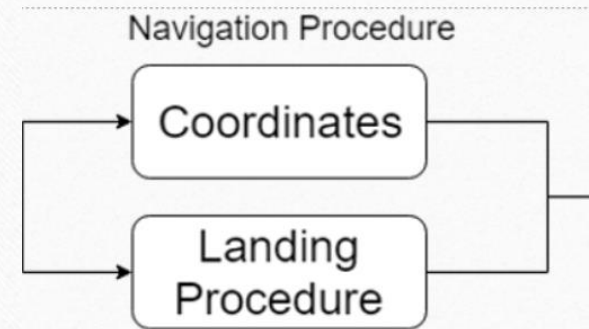 Navigation Procedure
Coordinates
Landing
Procedure